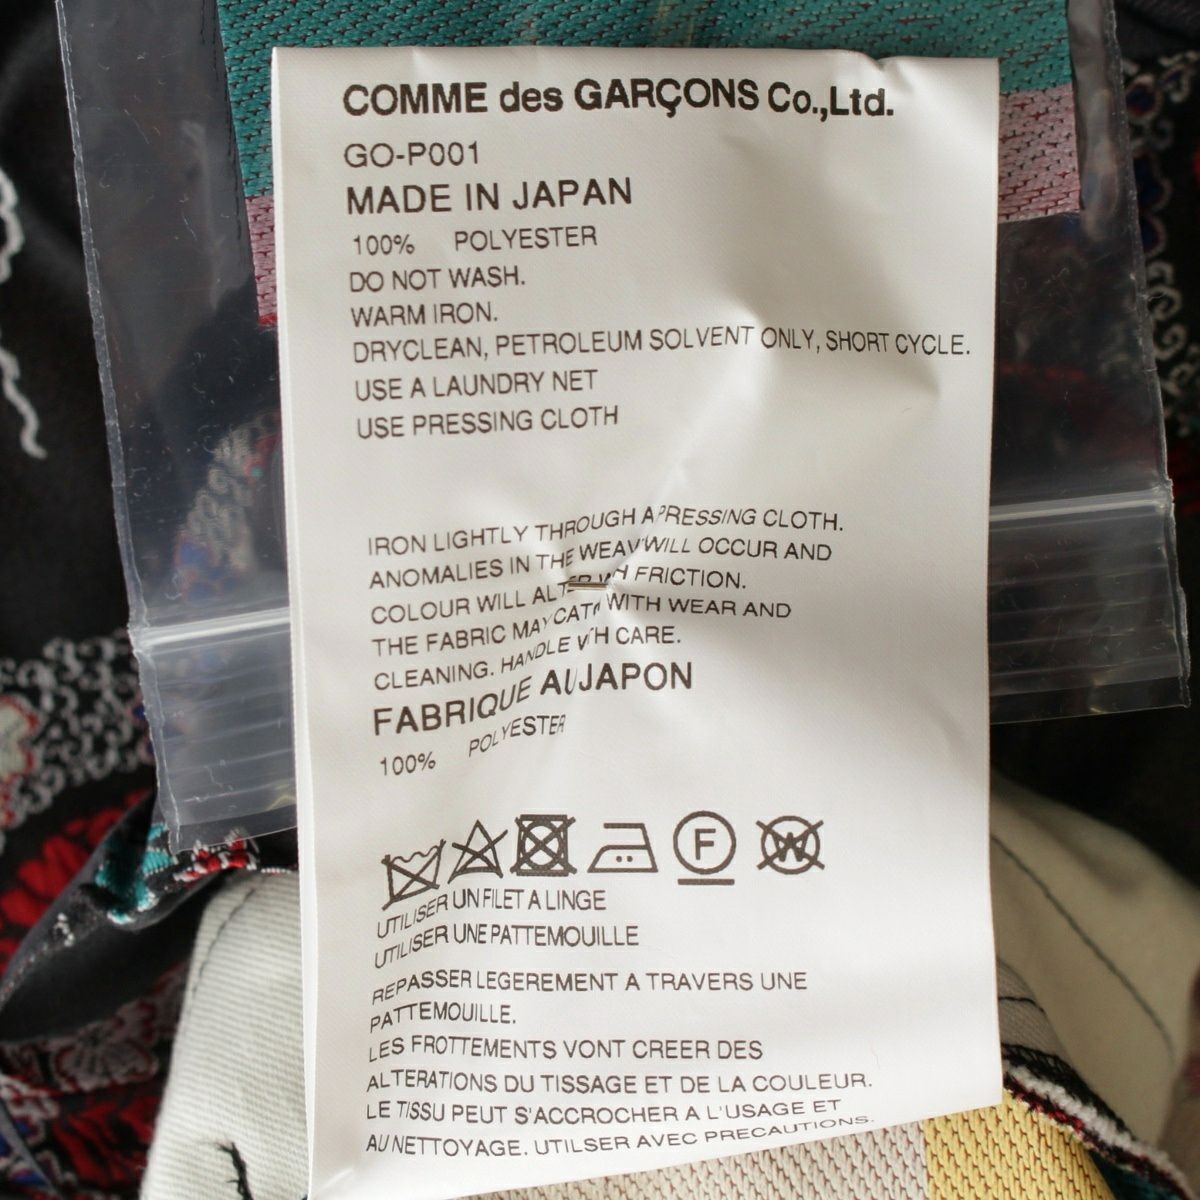 COMME des GARÇONS Co.,Ltd.
GO-P001
MADE IN JAPAN
100% POLYESTER
DO NOT WASH.
WARM IRON.
DRYCLEAN, PETROLEUM SOLVENT ONLY, SHORT CYCLE.
USE A LAUNDRY NET
USE PRESSING CLOTH
IRON LIGHTLY THROUGH A PRESSING CLOTH.
ANOMALIES IN THE WEAV WILL OCCUR AND
COLOUR WILL FRICTION.
THE FABRIC MAY CATC WITH WEAR AND
CLEANING. HANDLE WITH CARE.
FABRIQUE AU JAPON
100% POLYESTER
F W
UTILISER UN FILET A LINGE
UTILISER UNE PATTEMOUILLE
REPASSER LEGEREMENT A TRAVERS UNE
PATTEMOUILLE.
LES FROTTEMENTS VONT CREER DES
ALTERATIONS DU TISSAGE ET DE LA COULEUR.
LE TISSU PEUT S'ACCROCHER A L'USAGE ET
AU NETTOYAGE. UTILSER AVEC PRECAUTIONS.